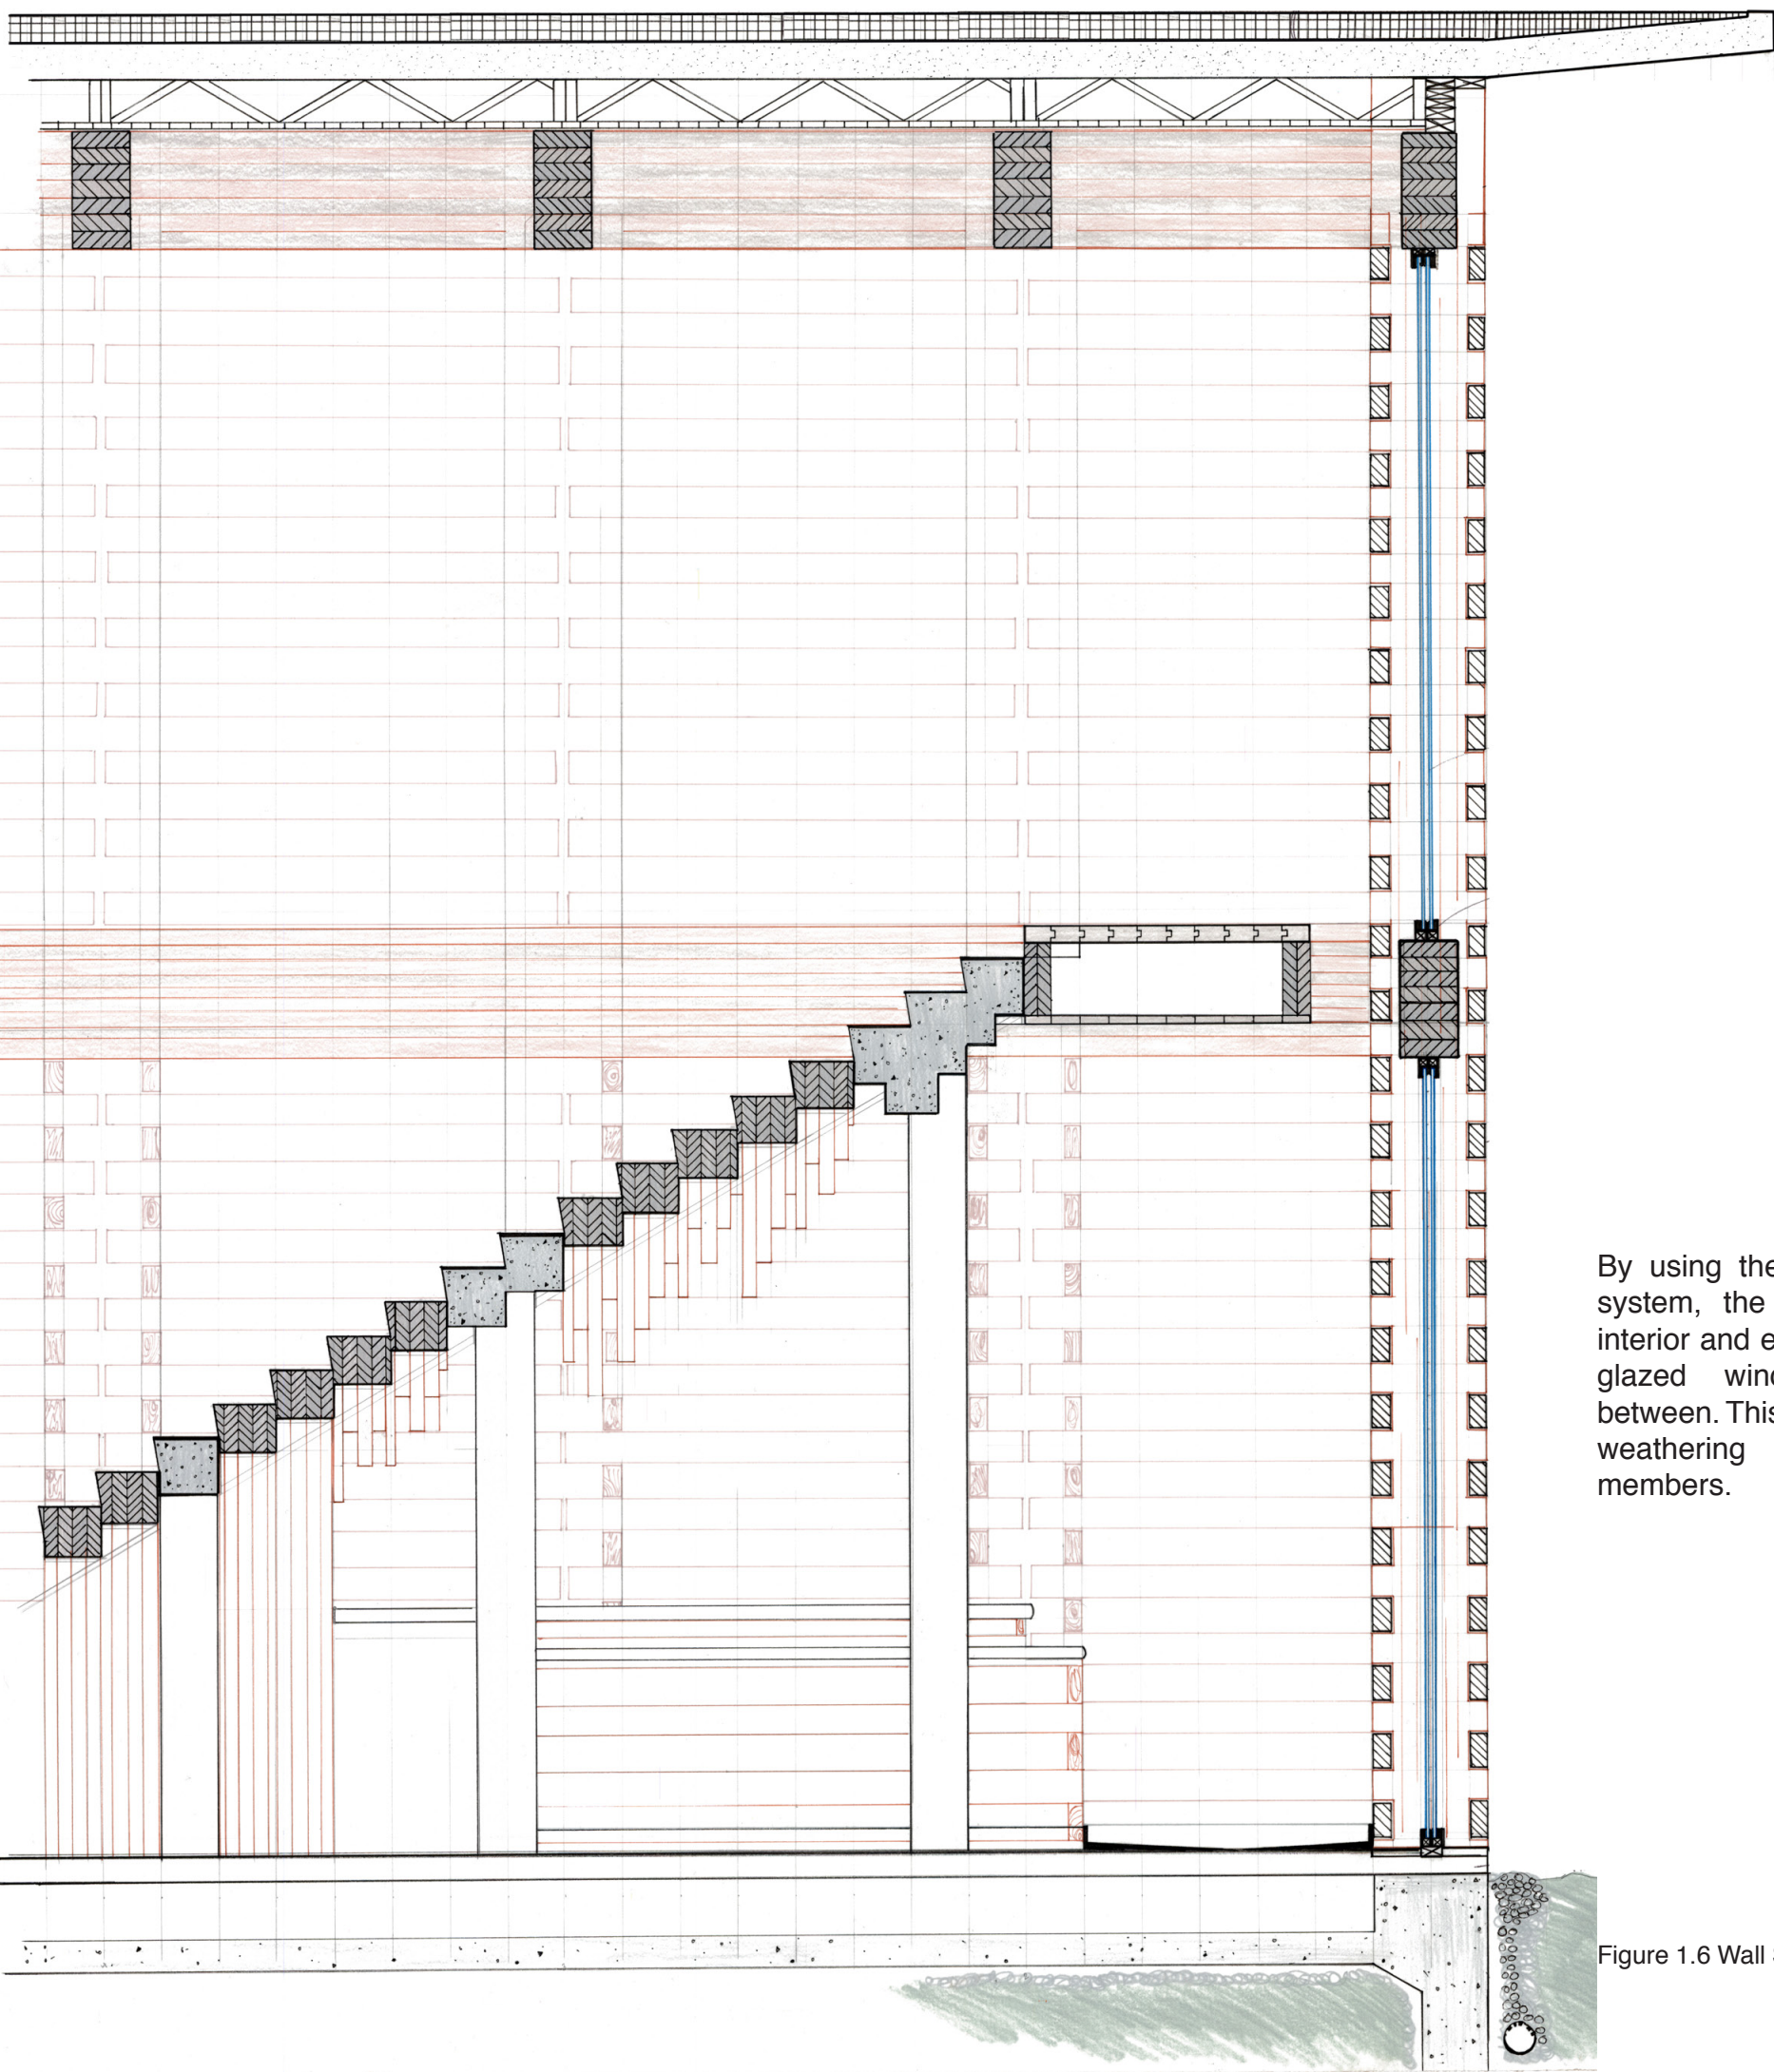 By using the
system, the
interior and e
glazed wind
between. This
weathering
members.
Figure 1.6 Wall